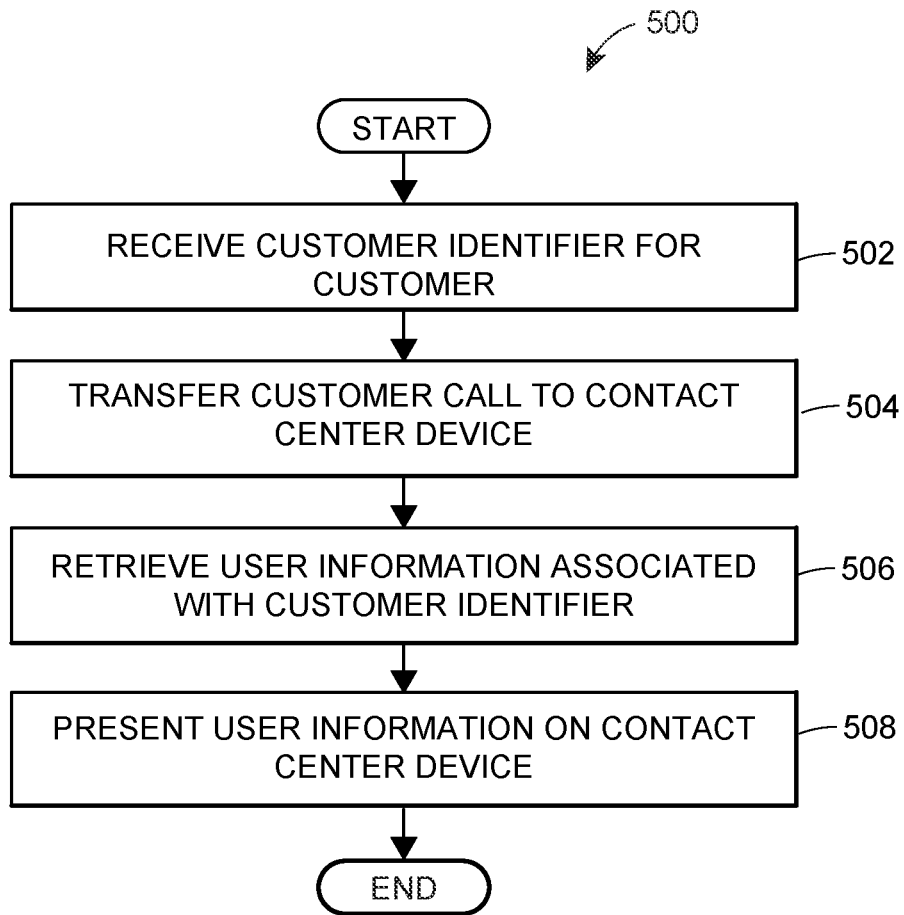 500
START
RECEIVE CUSTOMER IDENTIFIER FOR
CUSTOMER
502
TRANSFER CUSTOMER CALL TO CONTACT
CENTER DEVICE
504
RETRIEVE USER INFORMATION ASSOCIATED
WITH CUSTOMER IDENTIFIER
506
PRESENT USER INFORMATION ON CONTACT
CENTER DEVICE
508
END